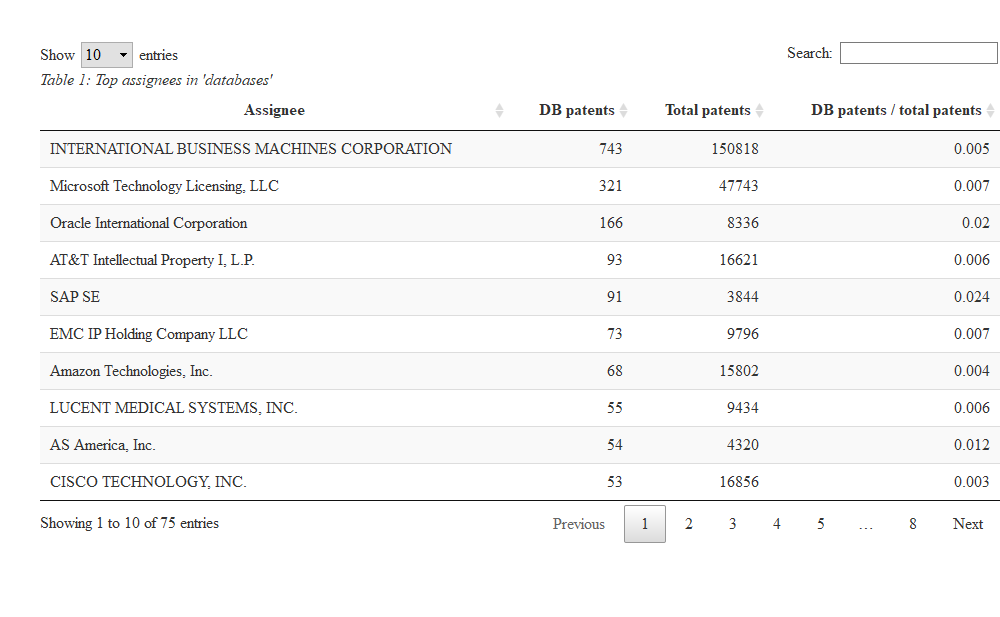 Show 10 entries Search:
Table 1: Top assignees in 'databases'
Assignee DB patents Total patents DB patents / total patents
INTERNATIONAL BUSINESS MACHINES CORPORATION 743 150818 0.005
Microsoft Technology Licensing, LLC 321 47743 0.007
Oracle International Corporation 166 8336 0.02
AT&T Intellectual Property I, L.P. 93 16621 0.006
SAP SE 91 3844 0.024
EMC IP Holding Company LLC 73 9796 0.007
Amazon Technologies, Inc. 68 15802 0.004
LUCENT MEDICAL SYSTEMS, INC. 55 9434 0.006
AS America, Inc. 54 4320 0.012
CISCO TECHNOLOGY, INC. 53 16856 0.003
Showing 1 to 10 of 75 entries Previous 1 2 3 4 5 … 8 Next